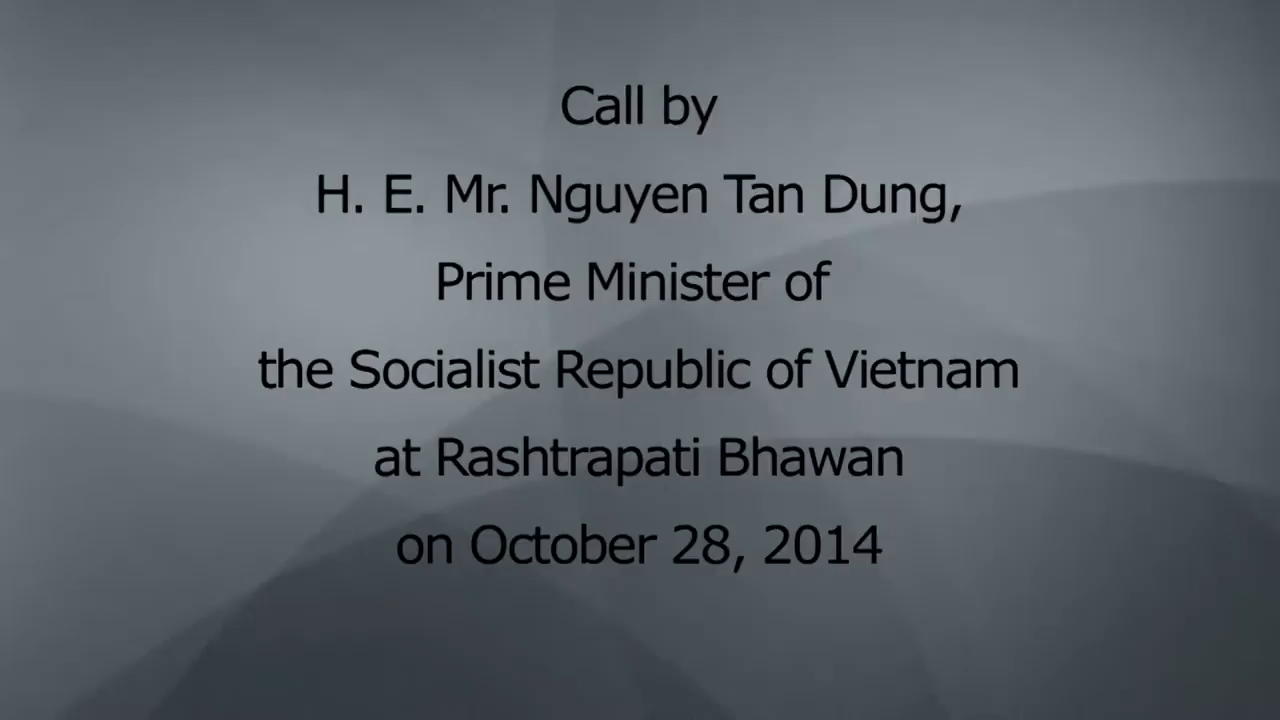 Call by
H. E. Mr. Nguyen Tan Dung,
Prime Minister of
the Socialist Republic of Vietnam
at Rashtrapati Bhawan
on October 28, 2014